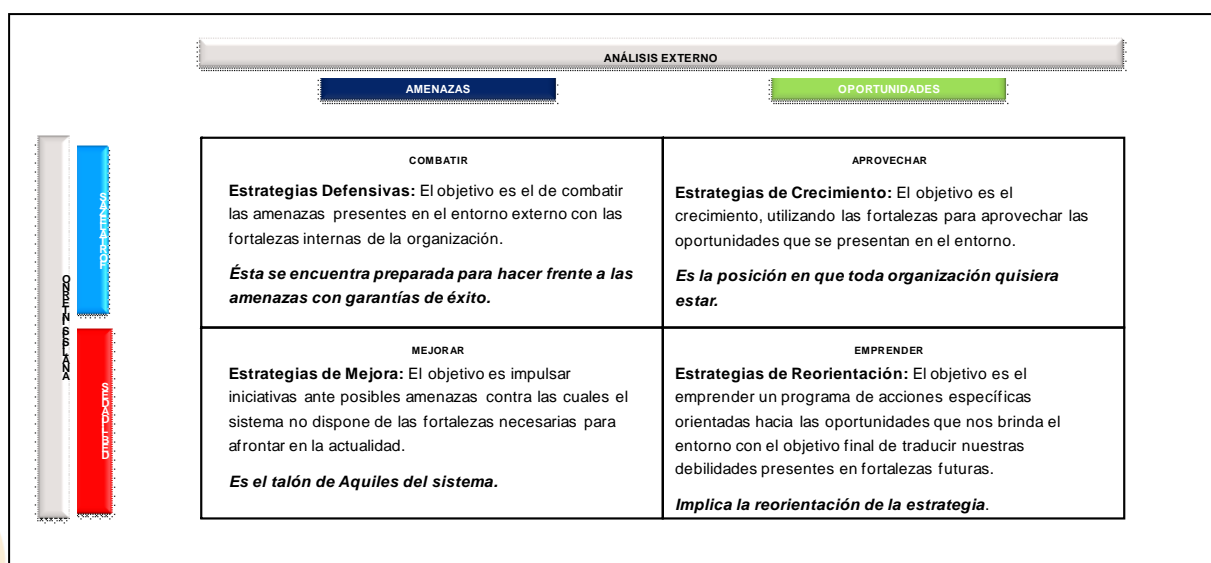 ANÁLISIS EXTERNO
AMENAZAS
OPORTUNIDADES
ANÁLISIS INTERNO
FORTALEZAS
DEBILIDADES
COMBATIR
Estrategias Defensivas: El objetivo es el de combatir
las amenazas presentes en el entorno externo con las
fortalezas internas de la organización.
Ésta se encuentra preparada para hacer frente a las
amenazas con garantías de éxito.
APROVECHAR
Estrategias de Crecimiento: El objetivo es el
crecimiento, utilizando las fortalezas para aprovechar las
oportunidades que se presentan en el entorno.
Es la posición en que toda organización quisiera
estar.
MEJORAR
Estrategias de Mejora: El objetivo es impulsar
iniciativas ante posibles amenazas contra las cuales el
sistema no dispone de las fortalezas necesarias para
afrontar en la actualidad.
Es el talón de Aquiles del sistema.
EMPRENDER
Estrategias de Reorientación: El objetivo es el
emprender un programa de acciones específicas
orientadas hacia las oportunidades que nos brinda el
entorno con el objetivo final de traducir nuestras
debilidades presentes en fortalezas futuras.
Implica la reorientación de la estrategia.